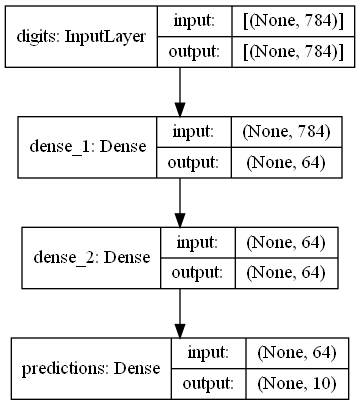 digits: InputLayer
input: [(None, 784)]
output: [(None, 784)]
dense_1: Dense
input: (None, 784)
output: (None, 64)
dense_2: Dense
input: (None, 64)
output: (None, 64)
predictions: Dense
input: (None, 64)
output: (None, 10)